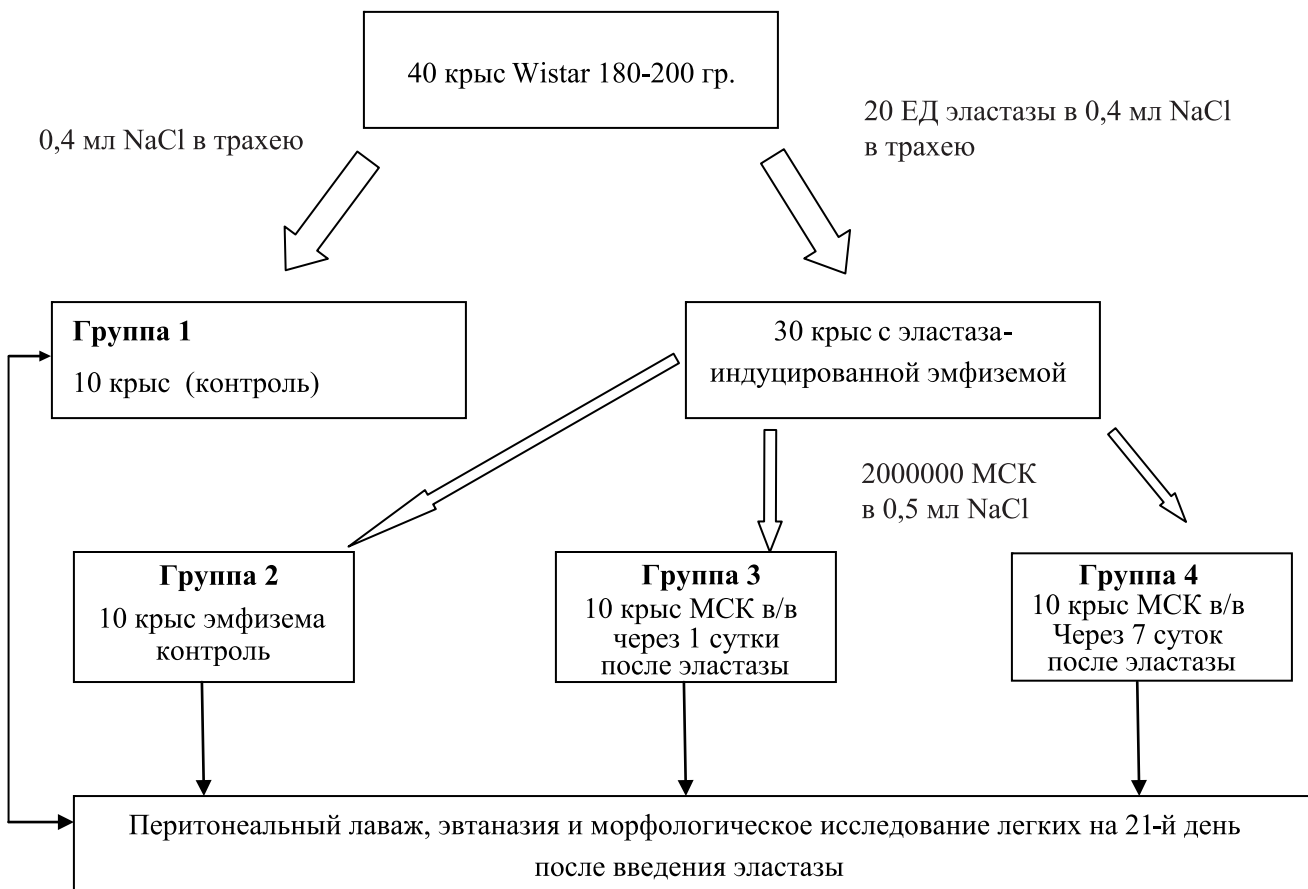 40 крыс Wistar 180-200 гр.
0,4 мл NaCl в трахею
20 ЕД эластазы в 0,4 мл NaCl
в трахею
Группа 1
10 крыс (контроль)
30 крыс с эластаза-
индуцированной эмфиземой
2000000 МСК
в 0,5 мл NaCl
Группа 2
10 крыс эмфизема
контроль
Группа 3
10 крыс МСК в/в
через 1 сутки
после эластазы
Группа 4
10 крыс МСК в/в
Через 7 суток
после эластазы
Перитонеальный лаваж, эвтаназия и морфологическое исследование легких на 21-й день
после введения эластазы